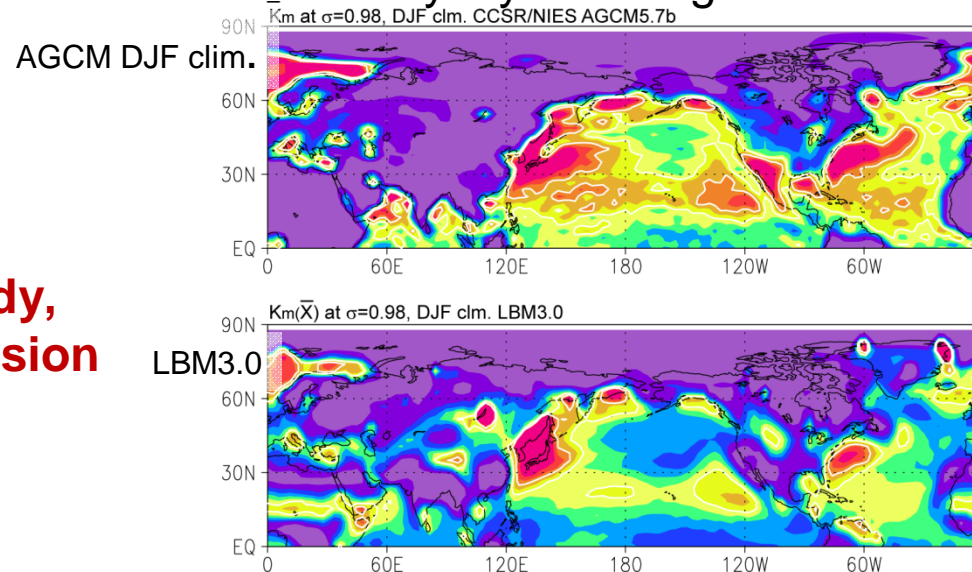 Km at σ=0.98, DJF clm. CCSR/NIES AGCM5.7b
AGCM DJF clim.
90N
60N
30N
EQ
0 60E 120E 180 120W 60W
dy,
sion
Km(X̅) at σ=0.98, DJF clm. LBM3.0
LBM3.0
90N
60N
30N
EQ
0 60E 120E 180 120W 60W